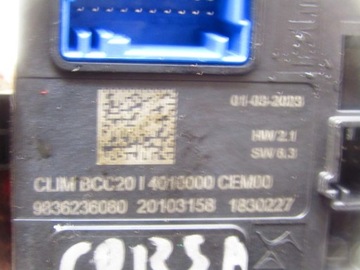 01-03-2023
HW 2.1
SW 6.3
CLIM BCC20 I 4010000 CEM00
9836236080 20103158 1830227
CORSA